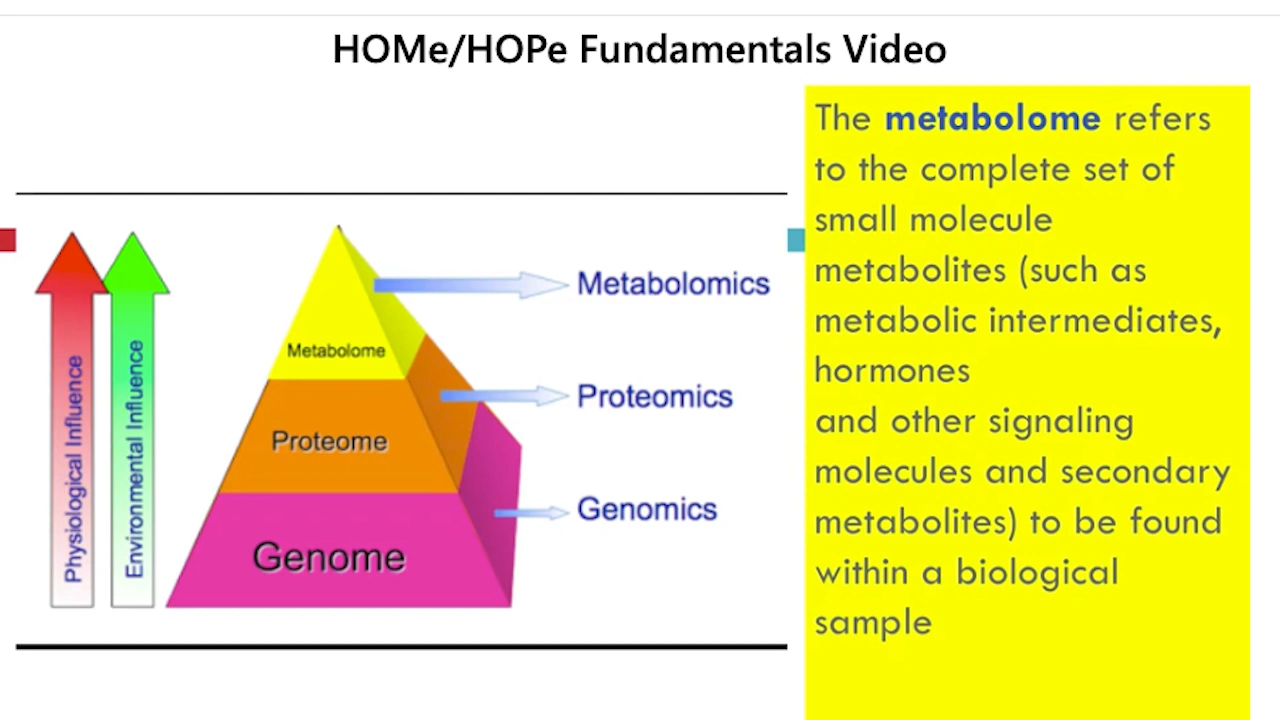 HOMe/HOPe Fundamentals Video
Physiological Influence
Environmental Influence
Metabolome
Proteome
Genome
Metabolomics
Proteomics
Genomics
The metabolome refers
to the complete set of
small molecule
metabolites (such as
metabolic intermediates,
hormones
and other signaling
molecules and secondary
metabolites) to be found
within a biological
sample